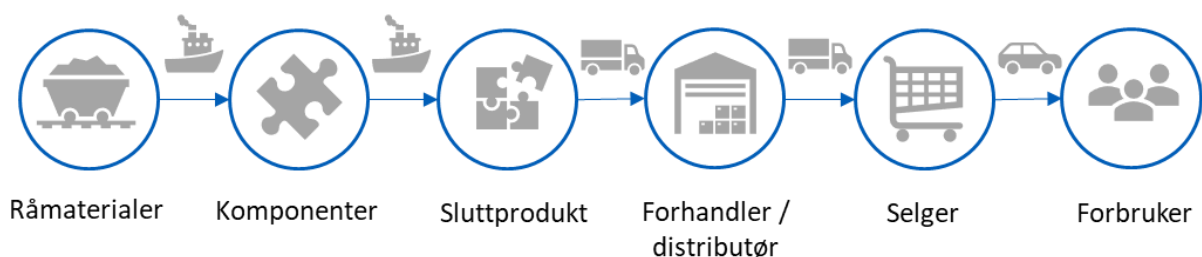 Råmaterialer
Komponenter
Sluttprodukt
Forhandler /
distributør
Selger
Forbruker